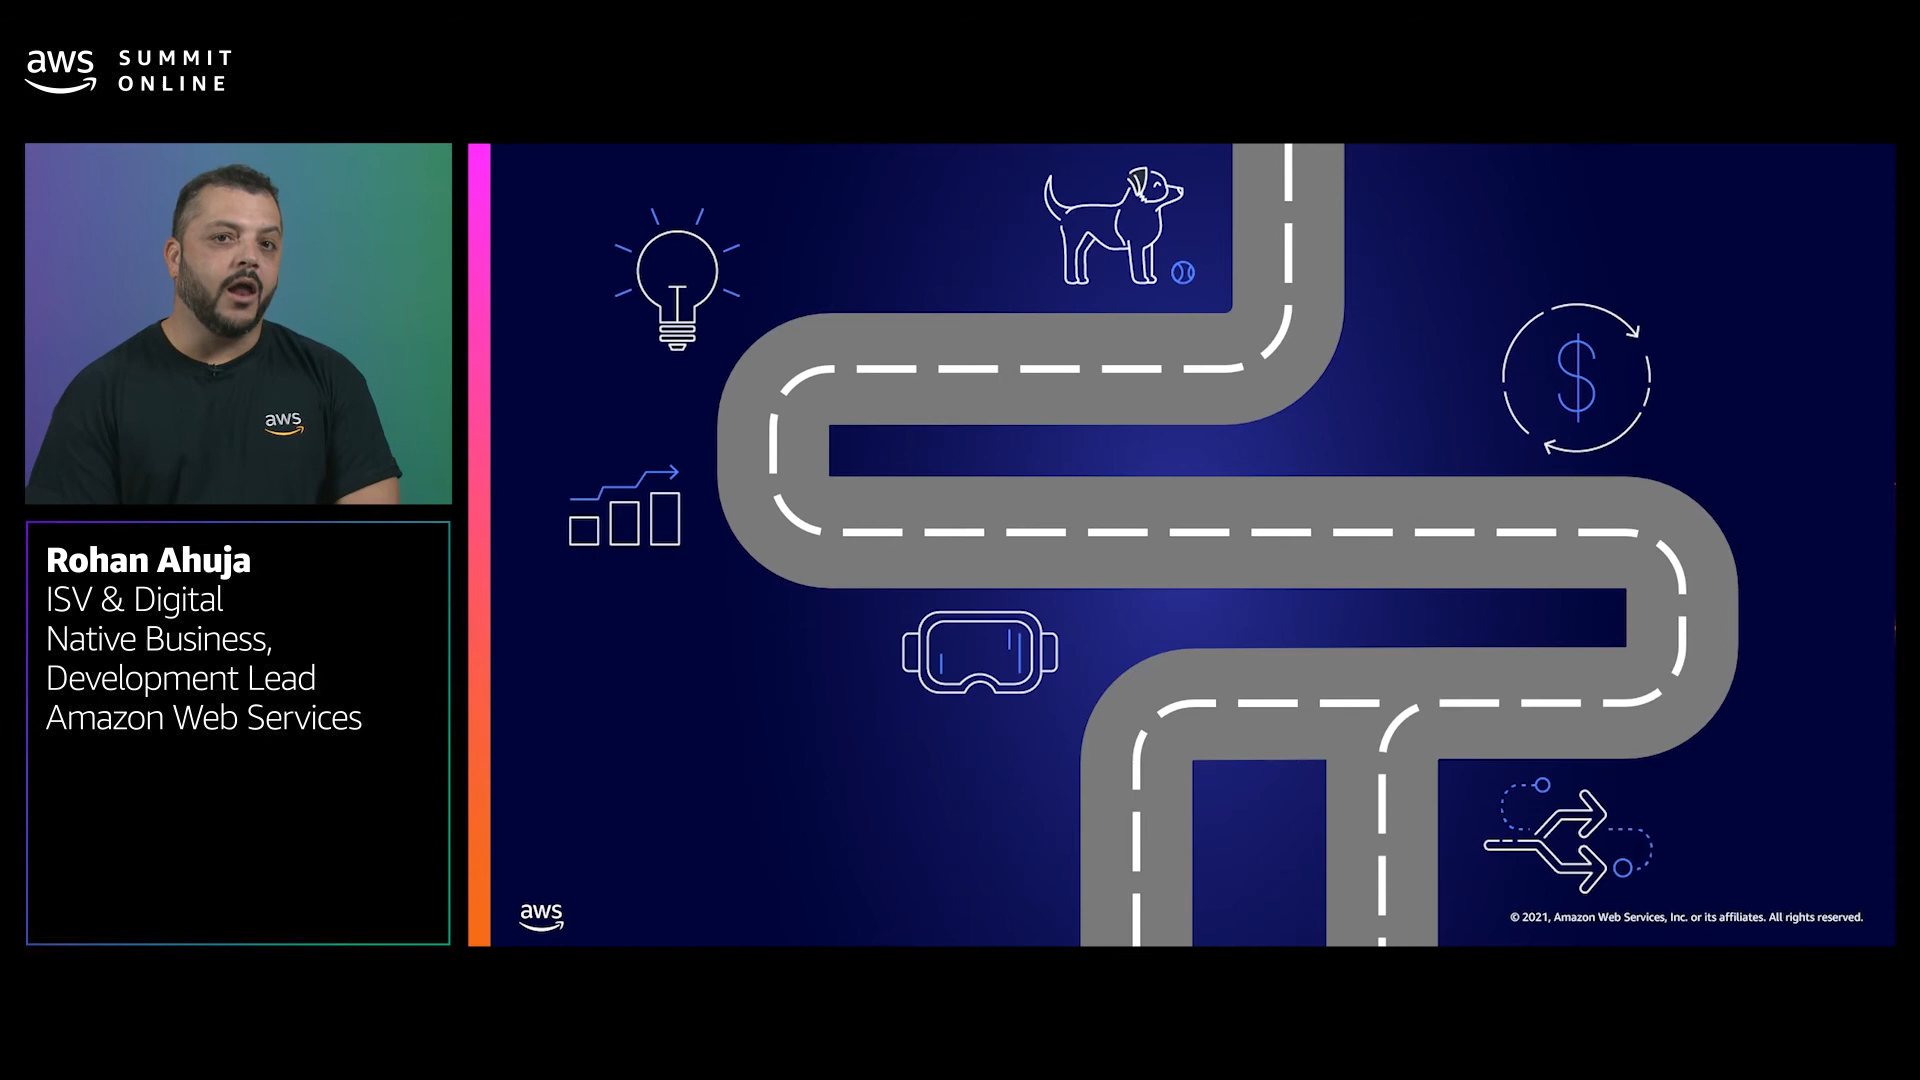 aws SUMMIT
ONLINE
aws
Rohan Ahuja
ISV & Digital
Native Business,
Development Lead
Amazon Web Services
$
aws
© 2021, Amazon Web Services, Inc. or its affiliates. All rights reserved.